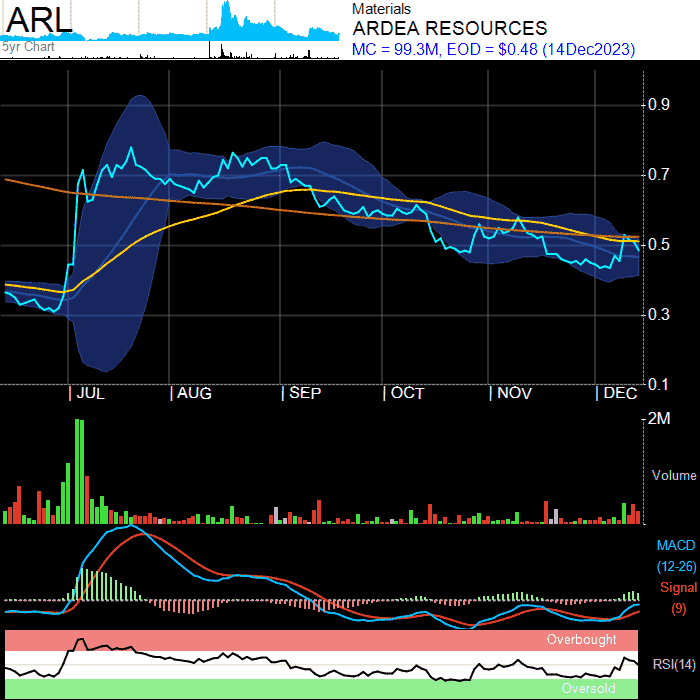 ARL
5yr Chart
Materials
ARDEA RESOURCES
MC = 99.3M, EOD = $0.48 (14Dec2023)
0.9
0.7
0.5
0.3
0.1
JUL
AUG
SEP
OCT
NOV
DEC
2M
Volume
MACD
(12-26)
Signal
(9)
Overbought
RSI(14)
Oversold